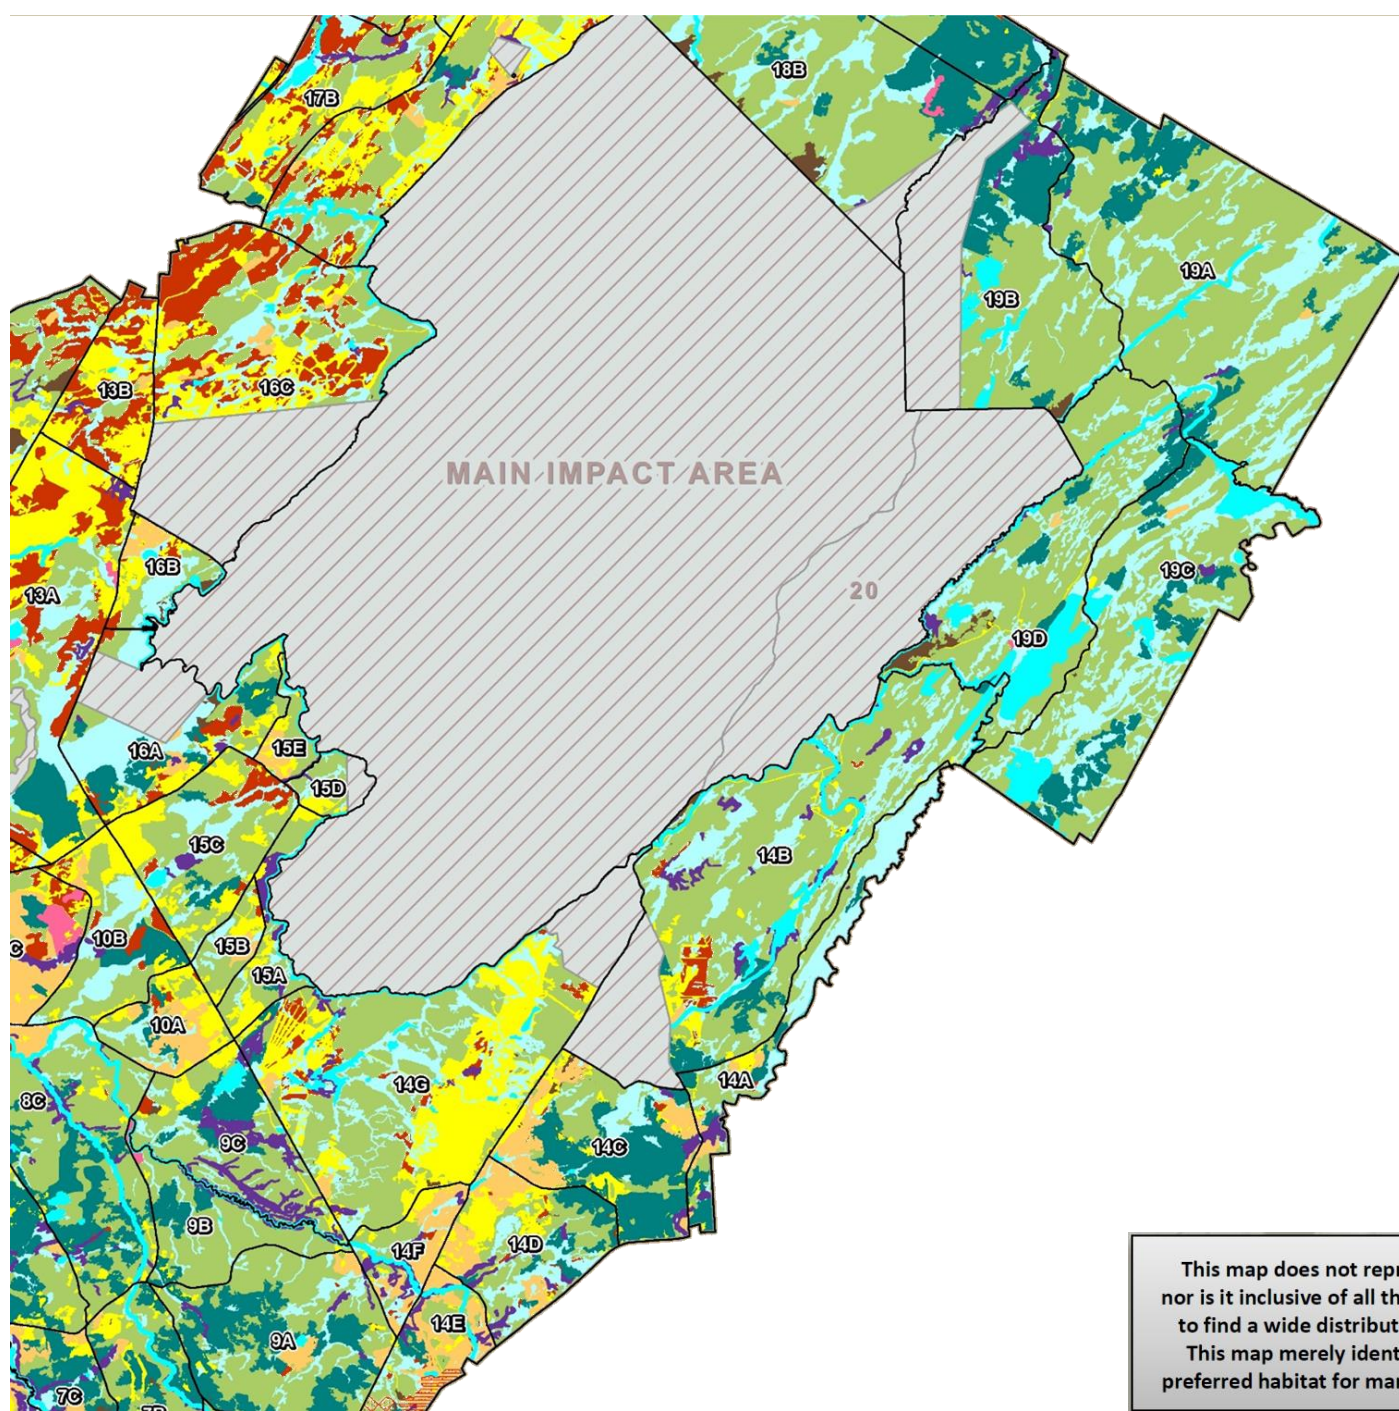 18B
17B
19A
19B
13B
16C
MAIN IMPACT AREA
16B
19C
13A
20
19D
16A
15E
15D
15C
14B
C
10B
15B
15A
10A
14G
14A
8C
9C
14C
9B
14F
14D
9A
14E
7C
This map does not repr
nor is it inclusive of all th
to find a wide distribut
This map merely ident
preferred habitat for mar